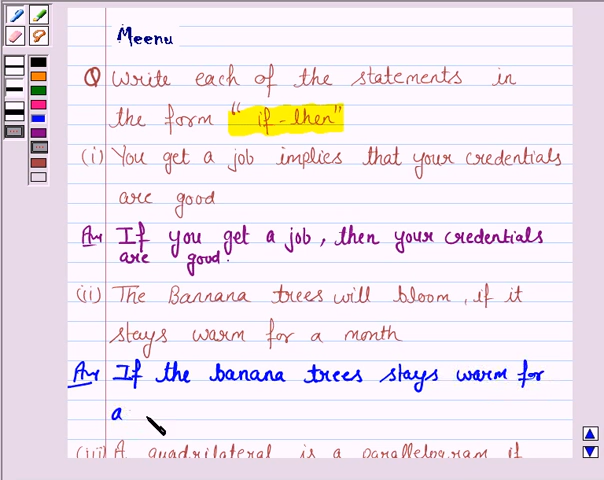 Meenu
Q Write each of the statements in
the form "if-then"
(i) You get a job implies that your credentials
are good
Ans If you get a job, then your credentials
are good.
(ii) The Bannana trees will bloom, if it
stays warm for a month
Ans If the banana trees stays warm for
a
(iii) A quadrilateral is a parallelogram if